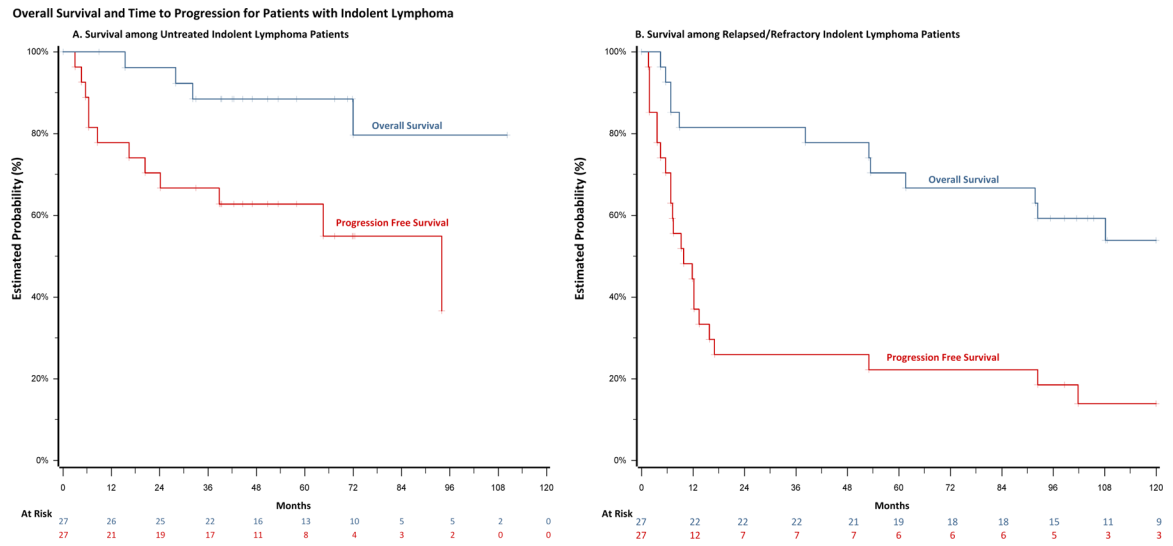 Overall Survival and Time to Progression for Patients with Indolent Lymphoma
A. Survival among Untreated Indolent Lymphoma Patients
Estimated Probability (%)
100%
80%
60%
40%
20%
0%
Overall Survival
Progression Free Survival
0 12 24 36 48 60 72 84 96 108 120
Months
At Risk
27 26 25 22 16 13 10 5 5 2 0
27 21 19 17 11 8 4 3 2 0 0
B. Survival among Relapsed/Refractory Indolent Lymphoma Patients
Estimated Probability (%)
100%
80%
60%
40%
20%
0%
Overall Survival
Progression Free Survival
0 12 24 36 48 60 72 84 96 108 120
Months
At Risk
27 22 22 22 21 19 18 18 15 11 9
27 12 7 7 7 6 6 6 5 3 3